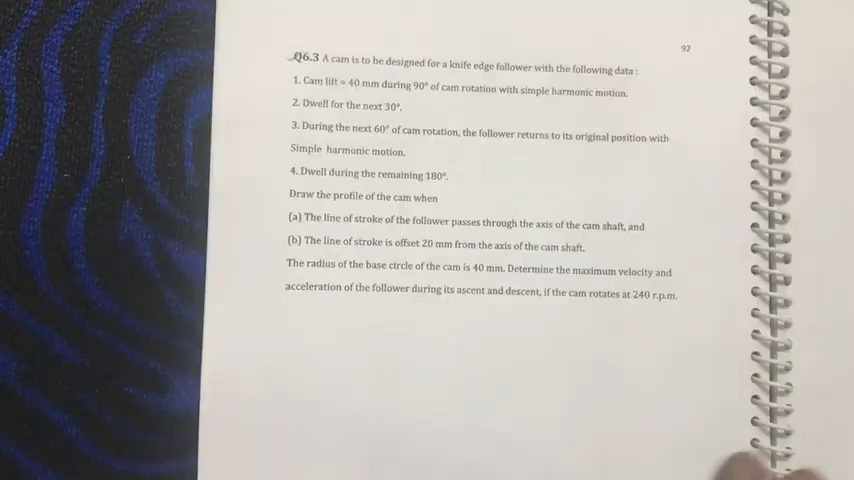 92
Q6.3 A cam is to be designed for a knife edge follower with the following data :
1. Cam lift = 40 mm during 90° of cam rotation with simple harmonic motion.
2. Dwell for the next 30°.
3. During the next 60° of cam rotation, the follower returns to its original position with
Simple harmonic motion.
4. Dwell during the remaining 180°.
Draw the profile of the cam when
(a) The line of stroke of the follower passes through the axis of the cam shaft, and
(b) The line of stroke is offset 20 mm from the axis of the cam shaft.
The radius of the base circle of the cam is 40 mm. Determine the maximum velocity and
acceleration of the follower during its ascent and descent, if the cam rotates at 240 r.p.m.